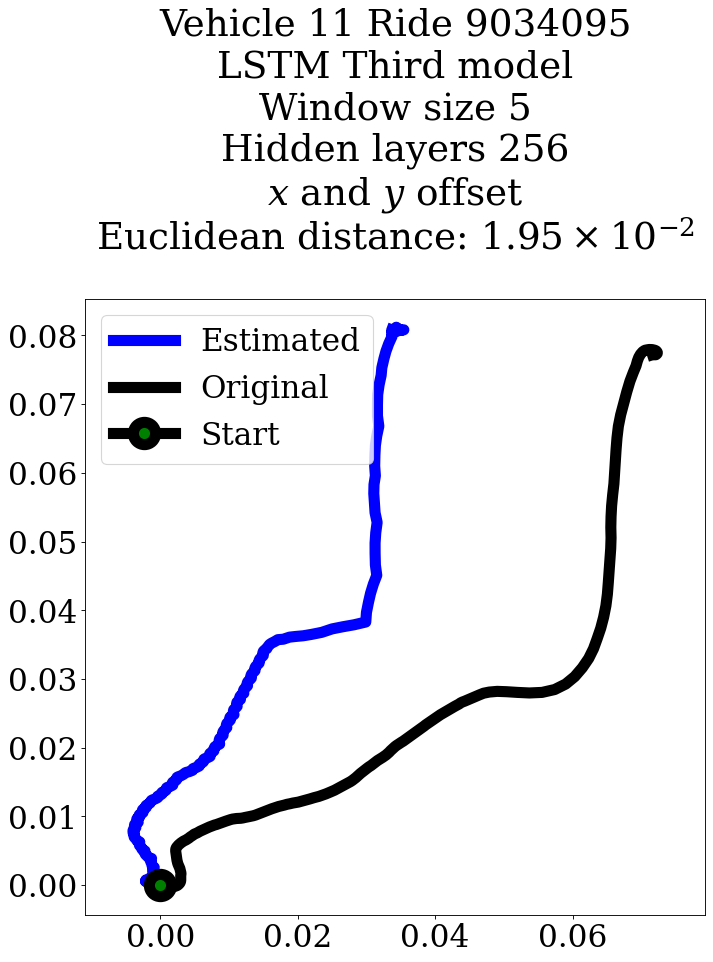 Vehicle 11 Ride 9034095
LSTM Third model
Window size 5
Hidden layers 256
x and y offset
Euclidean distance: 1.95 × 10⁻²
Estimated
Original
Start
0.08
0.07
0.06
0.05
0.04
0.03
0.02
0.01
0.00
0.00 0.02 0.04 0.06